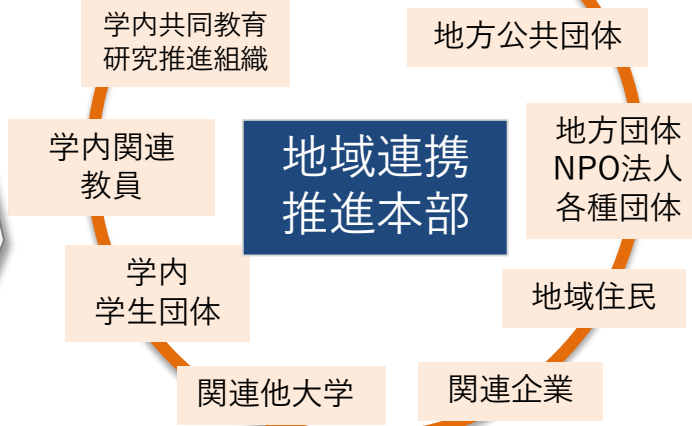 学内共同教育
研究推進組織
地方公共団体
学内関連
教員
地域連携
推進本部
地方団体
NPO法人
各種団体
学内
学生団体
地域住民
関連他大学
関連企業